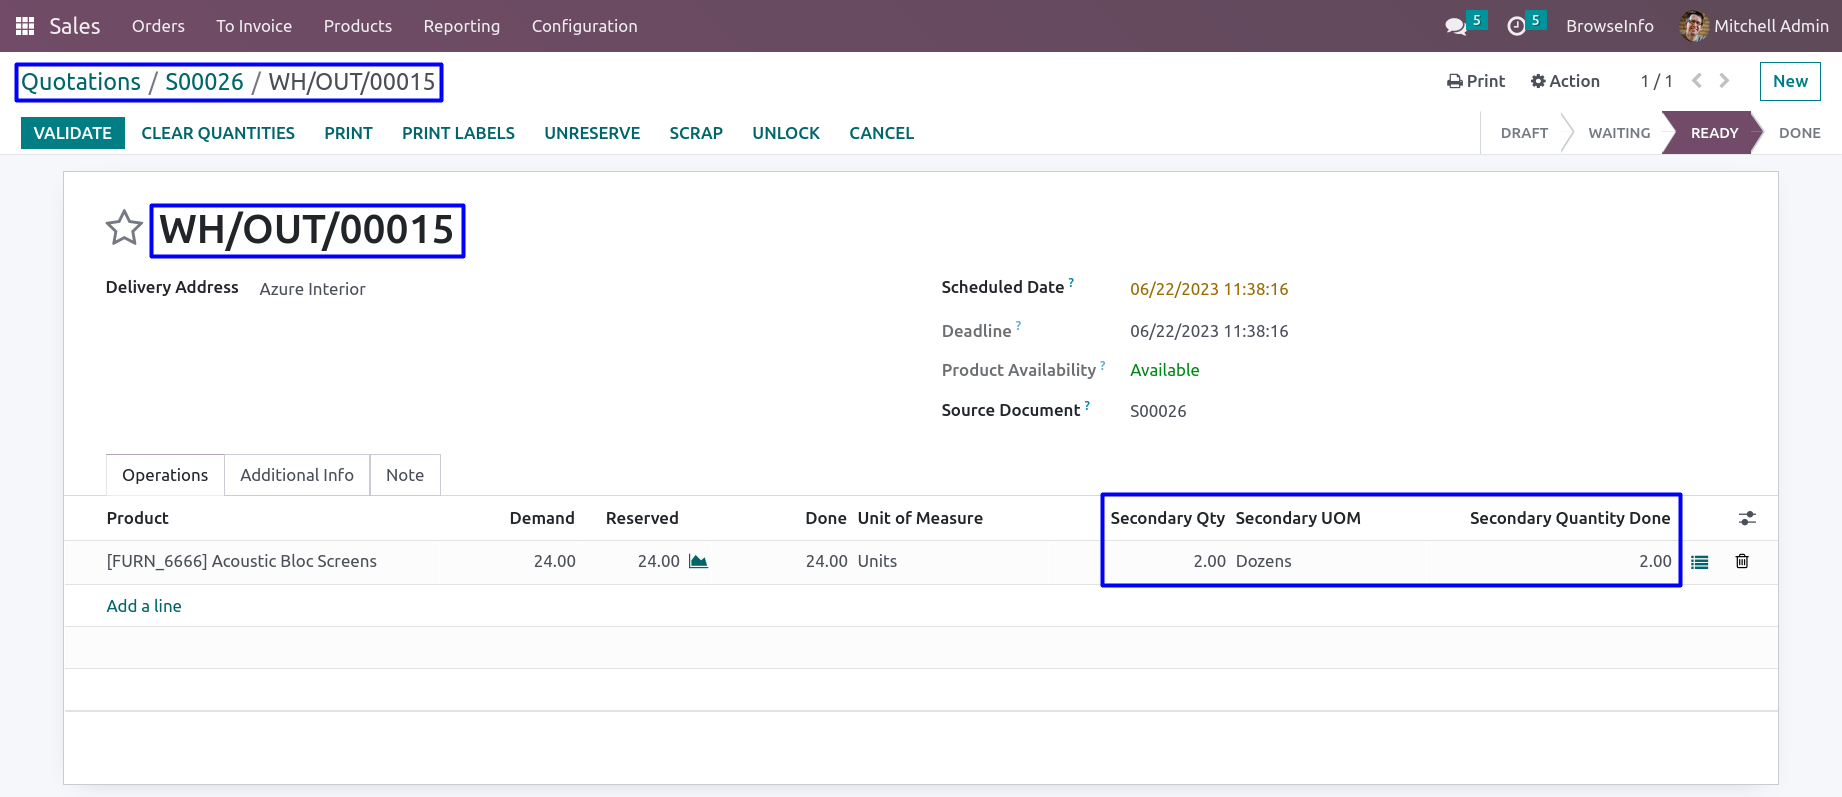 Sales Orders To Invoice Products Reporting Configuration 5 5 BrowseInfo Mitchell Admin
Quotations / S00026 / WH/OUT/00015 Print Action 1 / 1 New
VALIDATE CLEAR QUANTITIES PRINT PRINT LABELS UNRESERVE SCRAP UNLOCK CANCEL DRAFT WAITING READY DONE
WH/OUT/00015
Delivery Address Azure Interior Scheduled Date ? 06/22/2023 11:38:16
Deadline ? 06/22/2023 11:38:16
Product Availability ? Available
Source Document ? S00026
Operations Additional Info Note
Product Demand Reserved Done Unit of Measure Secondary Qty Secondary UOM Secondary Quantity Done
[FURN_6666] Acoustic Bloc Screens 24.00 24.00 24.00 Units 2.00 Dozens 2.00
Add a line